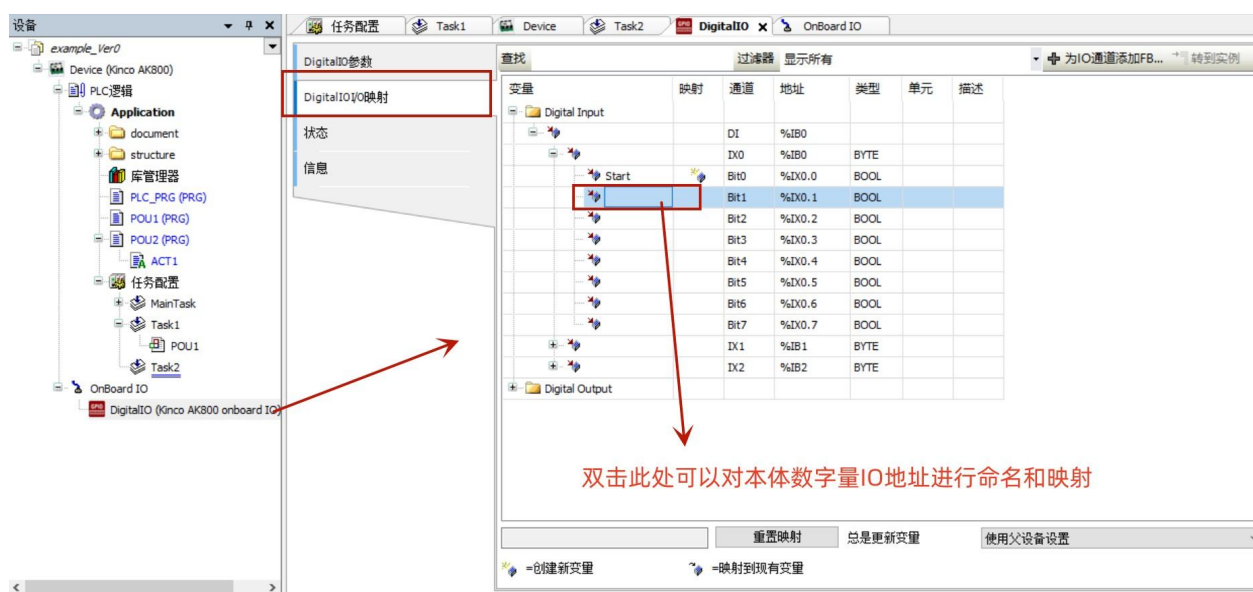 设备
example_Ver0
Device (Kinco AK800)
PLC逻辑
Application
document
structure
库管理器
PLC_PRG (PRG)
POU1 (PRG)
POU2 (PRG)
ACT1
任务配置
MainTask
Task1
POU1
Task2
OnBoard IO
DigitalIO (Kinco AK800 onboard IO)
任务配置 Task1 Device Task2 DigitalIO OnBoard IO
DigitalIO参数
DigitalIOI/O映射
状态
信息
查找 过滤器 显示所有 为IO通道添加FB... 转到实例
变量 映射 通道 地址 类型 单元 描述
Digital Input
DI %IB0
IX0 %IB0 BYTE
Start Bit0 %IX0.0 BOOL
Bit1 %IX0.1 BOOL
Bit2 %IX0.2 BOOL
Bit3 %IX0.3 BOOL
Bit4 %IX0.4 BOOL
Bit5 %IX0.5 BOOL
Bit6 %IX0.6 BOOL
Bit7 %IX0.7 BOOL
IX1 %IB1 BYTE
IX2 %IB2 BYTE
Digital Output
双击此处可以对本体数字量IO地址进行命名和映射
重置映射 总是更新变量 使用父设备设置
=创建新变量 =映射到现有变量